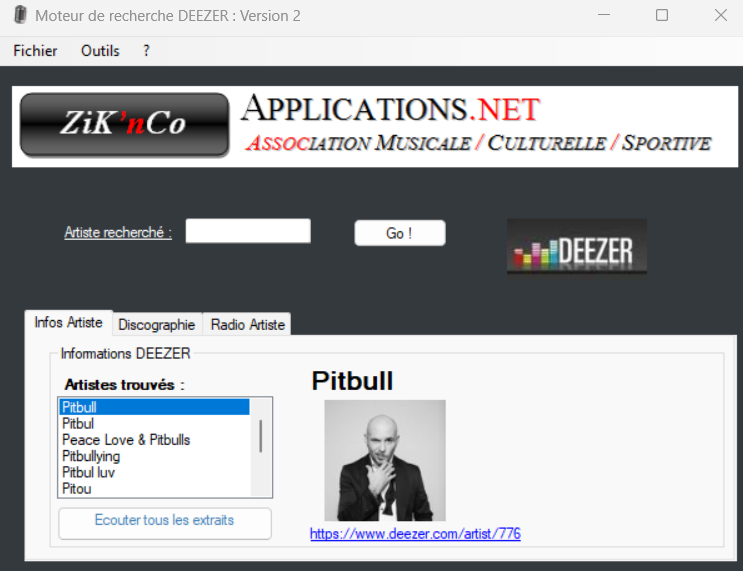 Moteur de recherche DEEZER : Version 2
Fichier Outils ?
ZiK'nCo
APPLICATIONS.NET
ASSOCIATION MUSICALE / CULTURELLE / SPORTIVE
Artiste recherché :
Go !
DEEZER
Infos Artiste Discographie Radio Artiste
Informations DEEZER
Artistes trouvés :
Pitbull
Pitbul
Peace Love & Pitbulls
Pitbullying
Pitbul luv
Pitou
Ecouter tous les extraits
Pitbull
https://www.deezer.com/artist/776